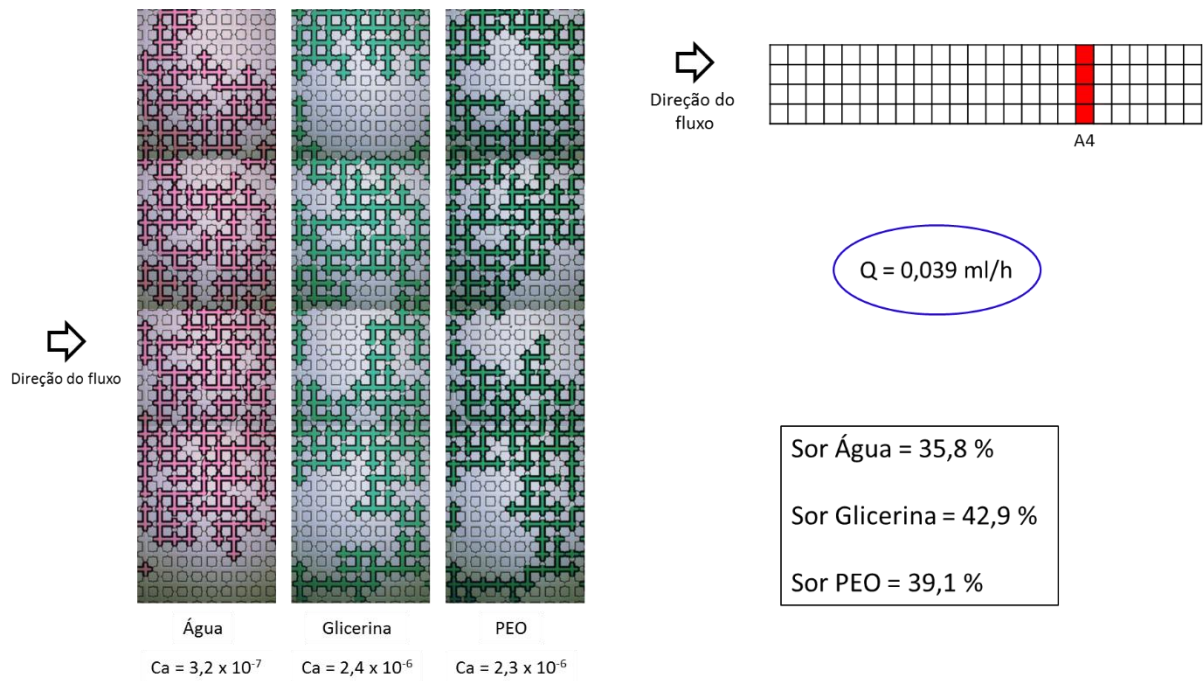 Direção do fluxo
Água
Glicerina
PEO
Ca = 3,2 x 10⁻⁷
Ca = 2,4 x 10⁻⁶
Ca = 2,3 x 10⁻⁶
Direção do
fluxo
A4
Q = 0,039 ml/h
Sor Água = 35,8 %
Sor Glicerina = 42,9 %
Sor PEO = 39,1 %